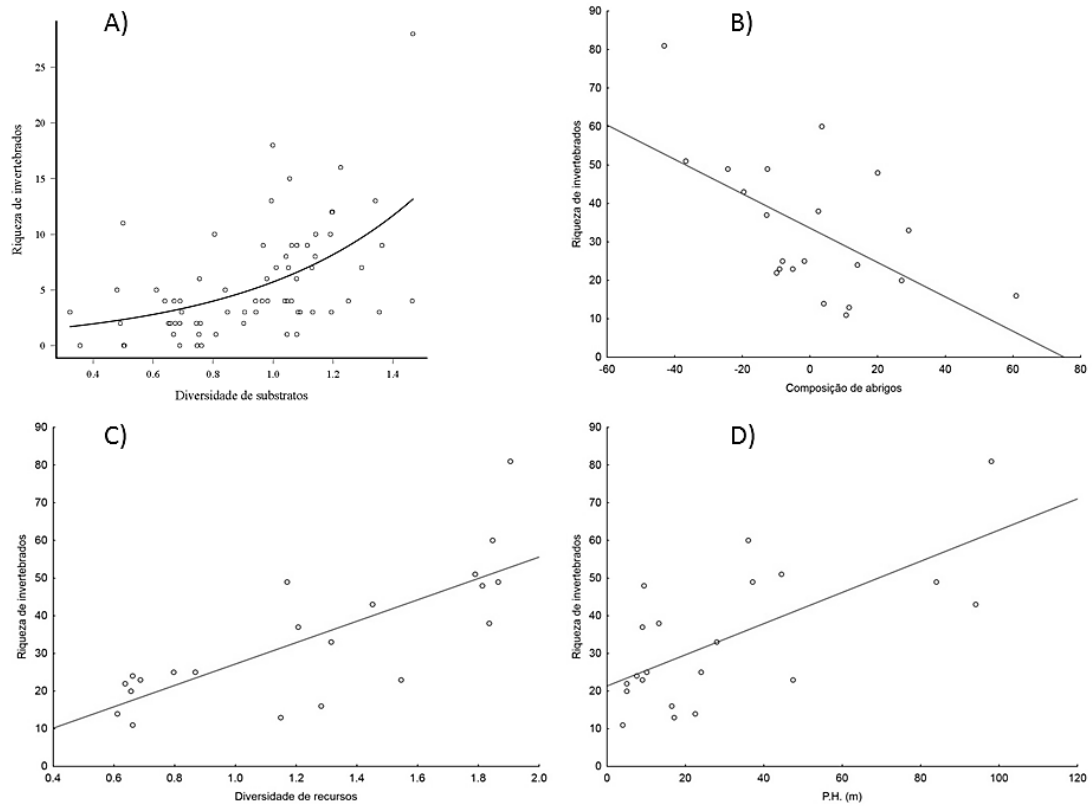 A)
Riqueza de invertebrados
25
20
15
10
5
0
0.4 0.6 0.8 1.0 1.2 1.4
Diversidade de substratos
B)
Riqueza de invertebrados
90
80
70
60
50
40
30
20
10
0
-60 -40 -20 0 20 40 60 80
Composição de abrigos
C)
Riqueza de invertebrados
90
80
70
60
50
40
30
20
10
0
0.4 0.6 0.8 1.0 1.2 1.4 1.6 1.8 2.0
Diversidade de recursos
D)
Riqueza de invertebrados
90
80
70
60
50
40
30
20
10
0
0 20 40 60 80 100 120
P.H. (m)